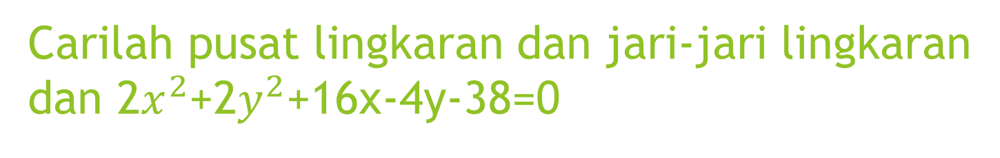 Carilah pusat lingkaran dan jari-jari lingkaran
dan 2𝑥²+2𝑦²+16x-4y-38=0